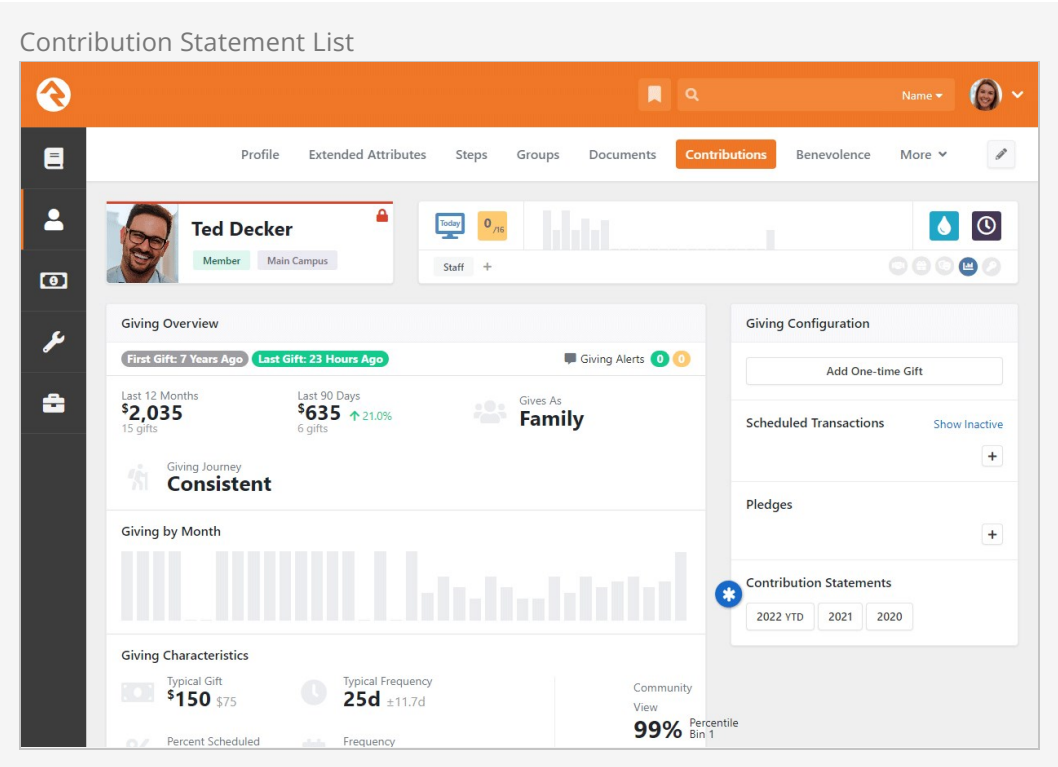 Contribution Statement List
Name
Profile Extended Attributes Steps Groups Documents Contributions Benevolence More
Ted Decker
Member Main Campus
Today 0 /16
Staff +
Giving Overview
First Gift: 7 Years Ago Last Gift: 23 Hours Ago Giving Alerts 0 0
Last 12 Months
$2,035
15 gifts
Last 90 Days
$635 21.0%
6 gifts
Gives As
Family
Giving Journey
Consistent
Giving by Month
Giving Characteristics
Typical Gift
$150 $75
Typical Frequency
25d ±11.7d
Community
View
99% Percentile
Bin 1
Percent Scheduled
Frequency
Giving Configuration
Add One-time Gift
Scheduled Transactions Show Inactive
+
Pledges
+
Contribution Statements
2022 YTD 2021 2020